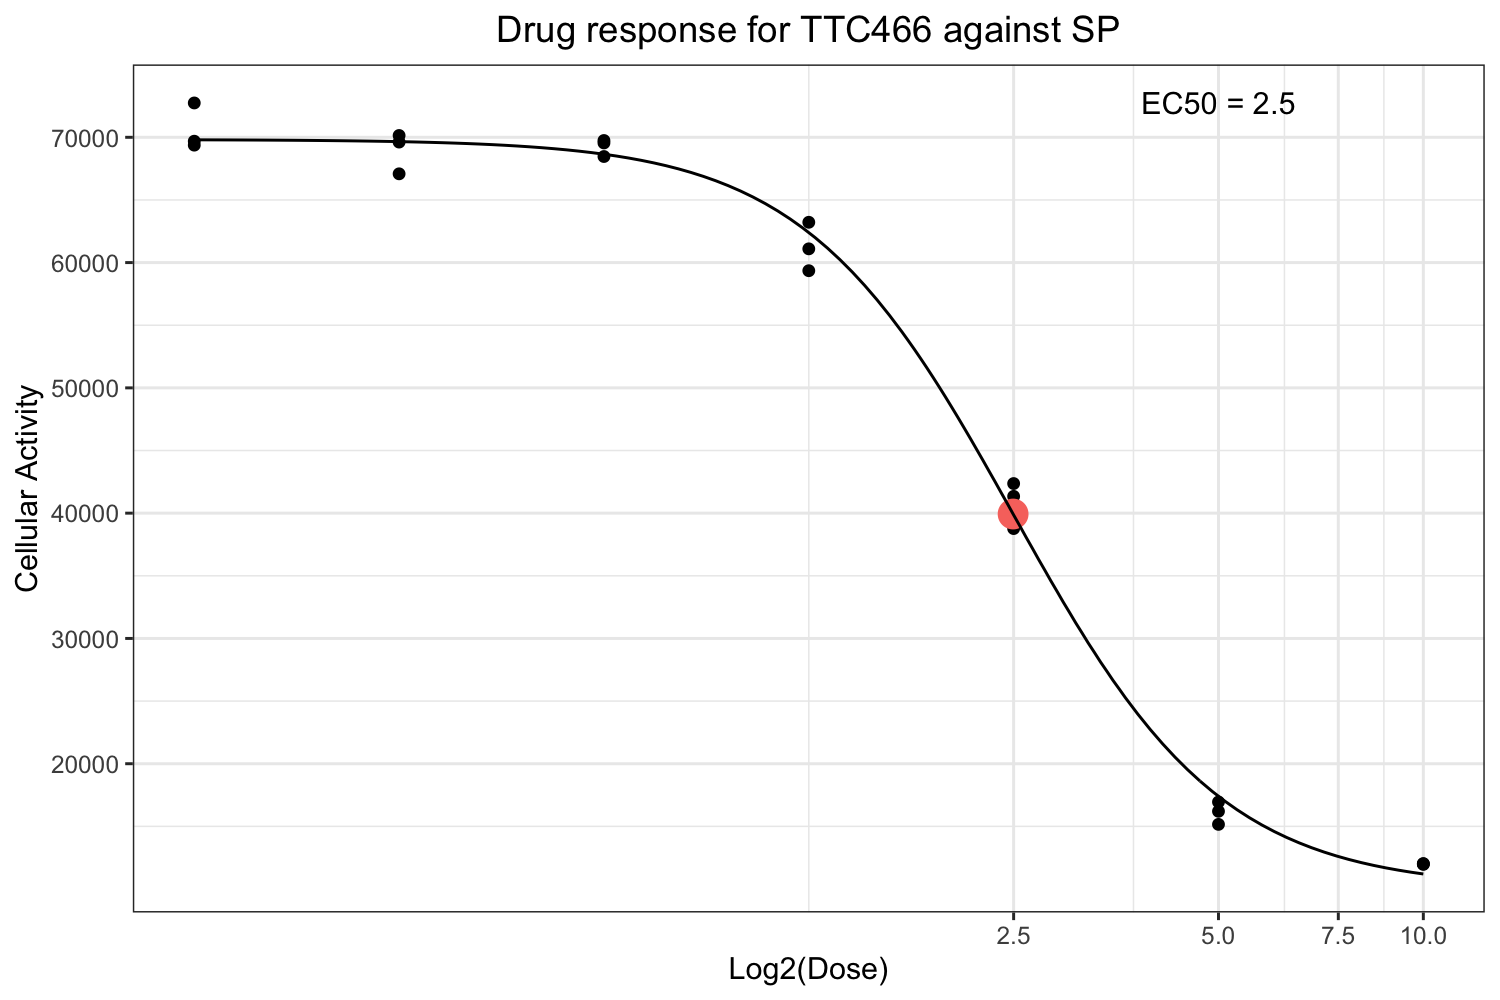 Drug response for TTC466 against SP
EC50 = 2.5
70000
60000
50000
40000
30000
20000
Cellular Activity
2.5 5.0 7.5 10.0
Log2(Dose)